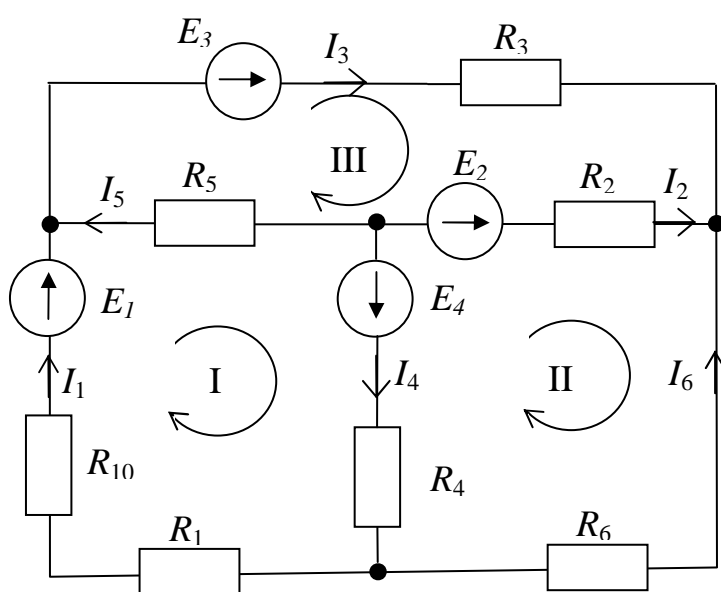 E₃ I₃ R₃
III
I₅ R₅ E₂ R₂ I₂
E₁ E₄
I₁ I I₄ II I₆
R₁₀ R₄
R₁ R₆